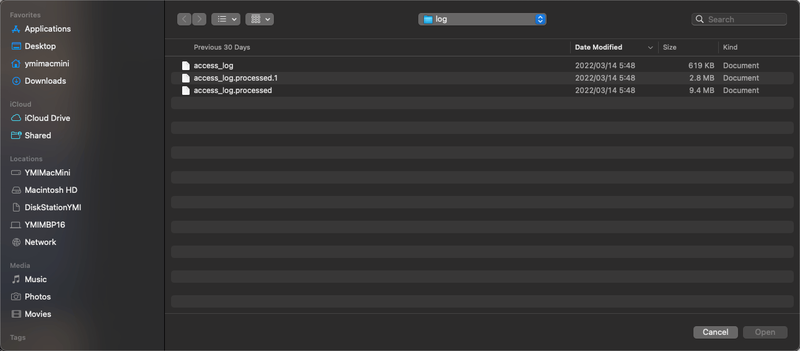 Favorites
Applications
Desktop
ymimacmini
Downloads
iCloud
iCloud Drive
Shared
Locations
YMIMacMini
Macintosh HD
DiskStationYMI
YMIMBP16
Network
Media
Music
Photos
Movies
Tags
log
Search
Previous 30 Days Date Modified Size Kind
access_log 2022/03/14 5:48 619 KB Document
access_log.processed.1 2022/03/14 5:48 2.8 MB Document
access_log.processed 2022/03/14 5:48 9.4 MB Document
Cancel Open